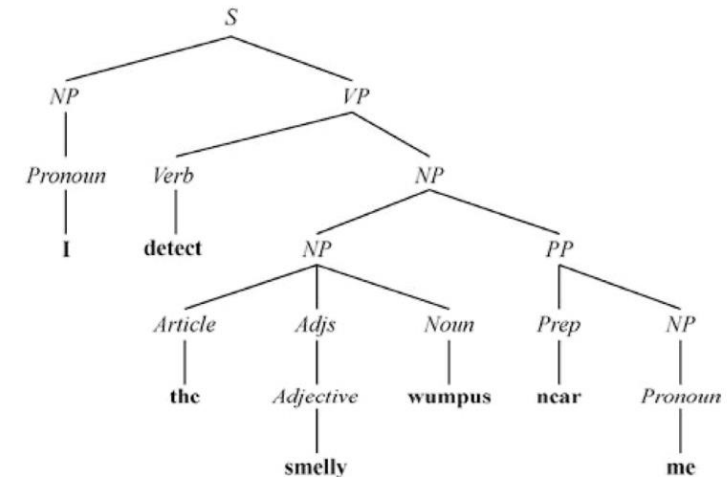 S
NP VP
Pronoun Verb NP
I detect NP PP
Article Adjs Noun Prep NP
the Adjective wumpus near Pronoun
smelly me